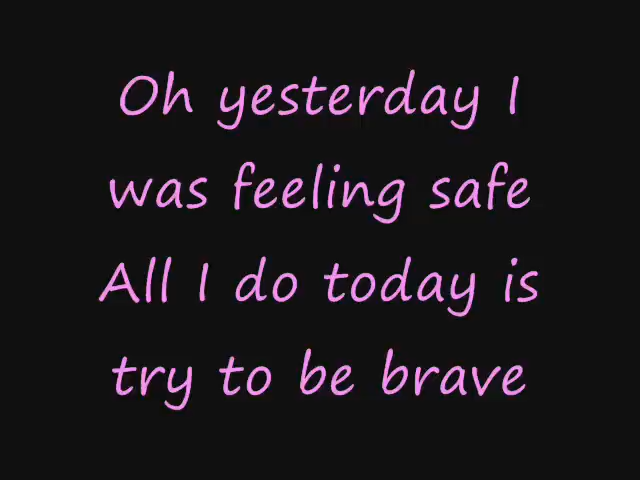 Oh yesterday I
was feeling safe
All I do today is
try to be brave